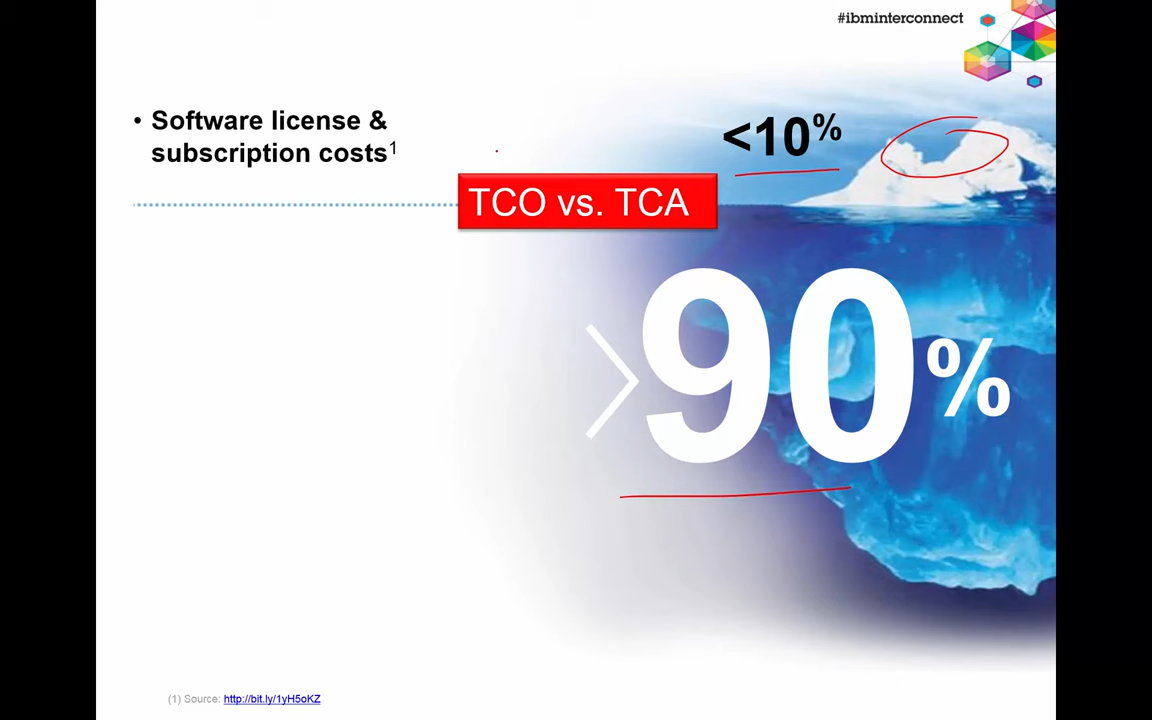 #ibminterconnect
• Software license &
subscription costs1
<10%
TCO vs. TCA
>90%
(1) Source: http://bit.ly/1yH5oKZ